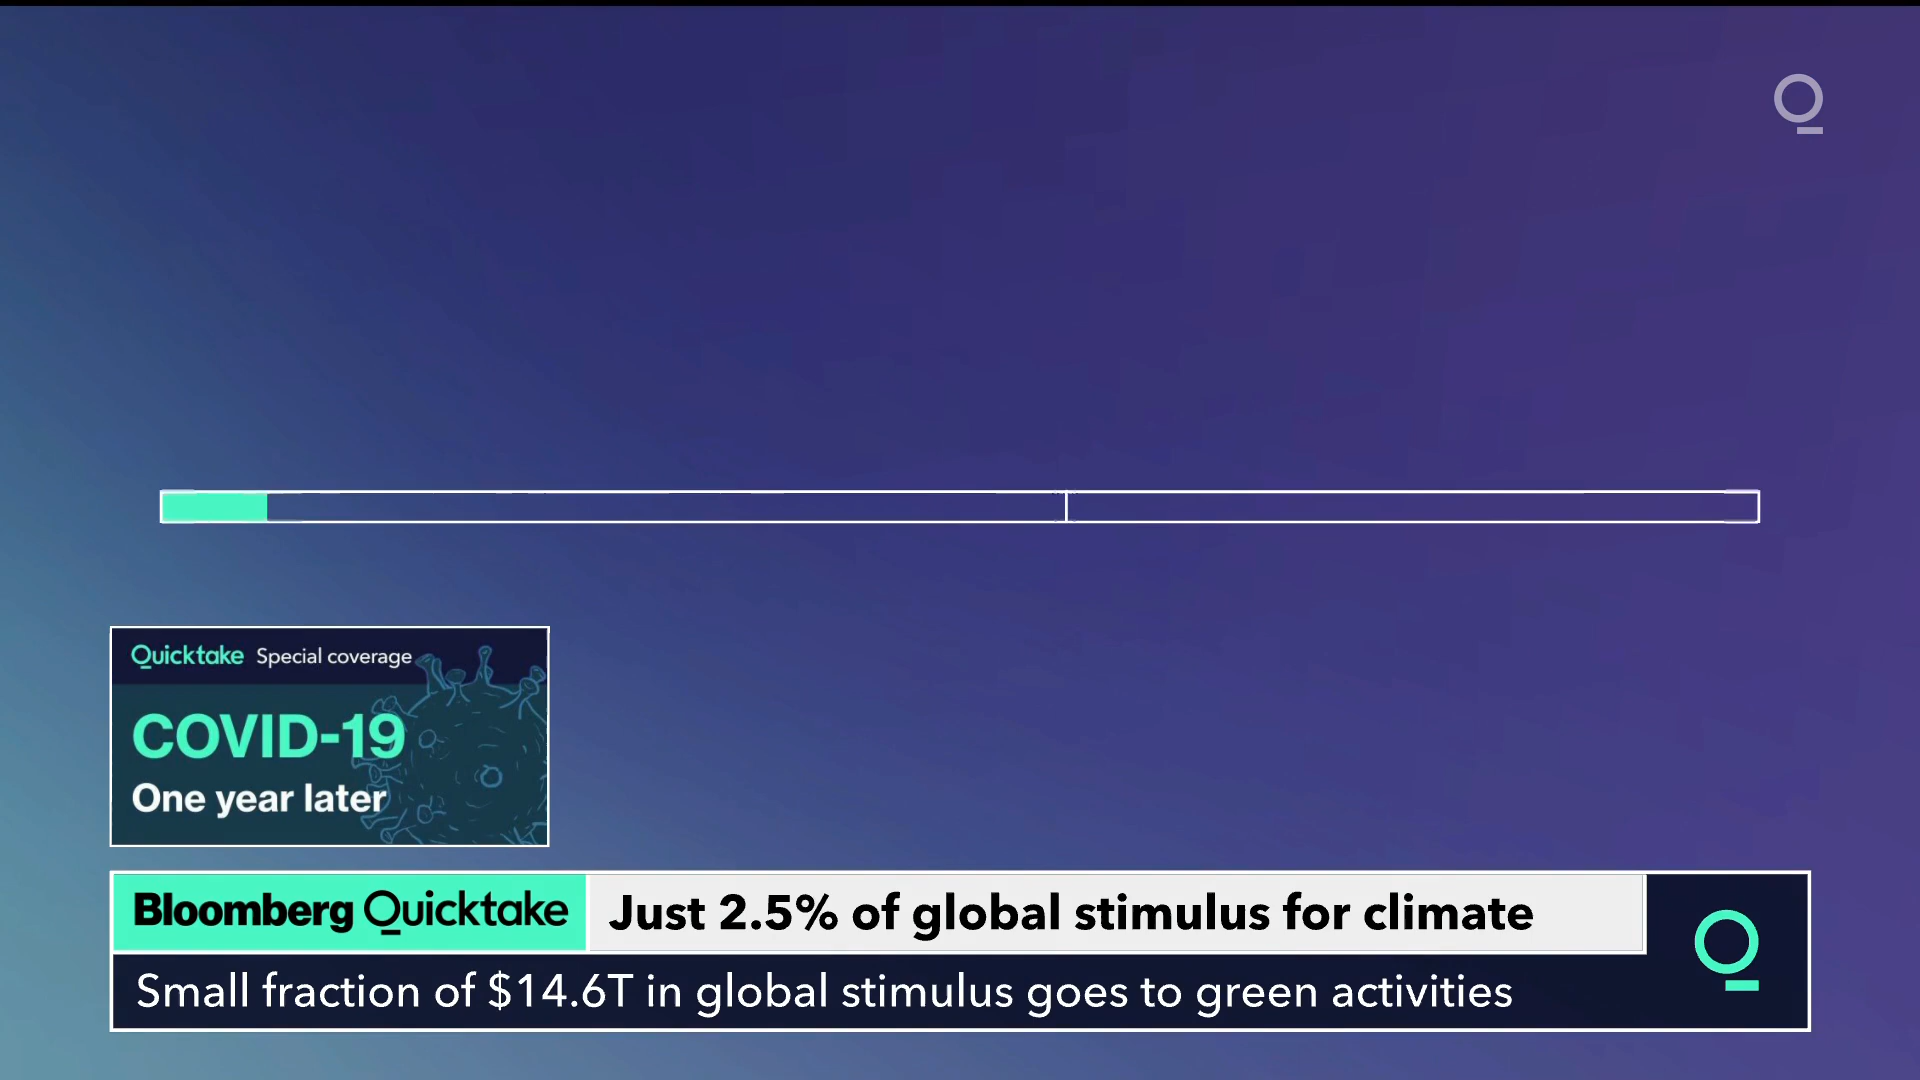 Quicktake Special coverage
COVID-19
One year later
Bloomberg Quicktake
Just 2.5% of global stimulus for climate
Small fraction of $14.6T in global stimulus goes to green activities